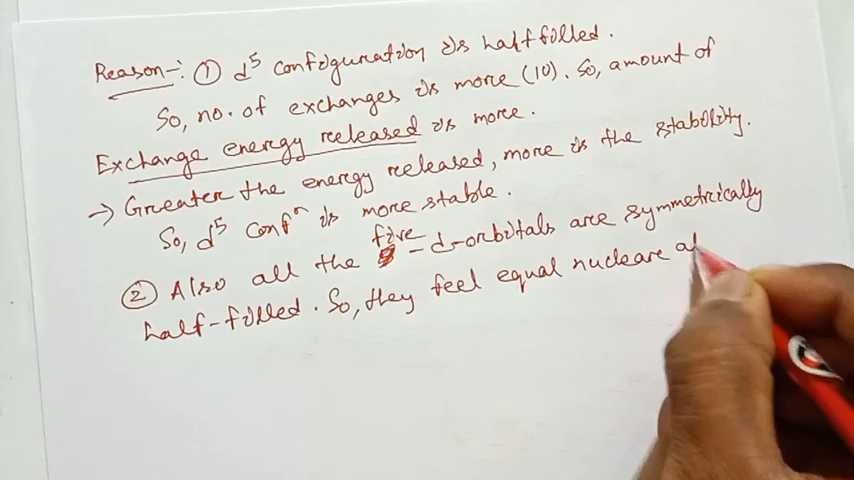 Reason:- ① d⁵ configuration is half filled.
So, no. of exchanges is more (10). So, amount of
Exchange energy released is more.
→ Greater the energy released, more is the stability.
So, d⁵ confⁿ is more stable.
② Also all the five -d-orbitals are symmetrically
half-filled. So, they feel equal nucleare